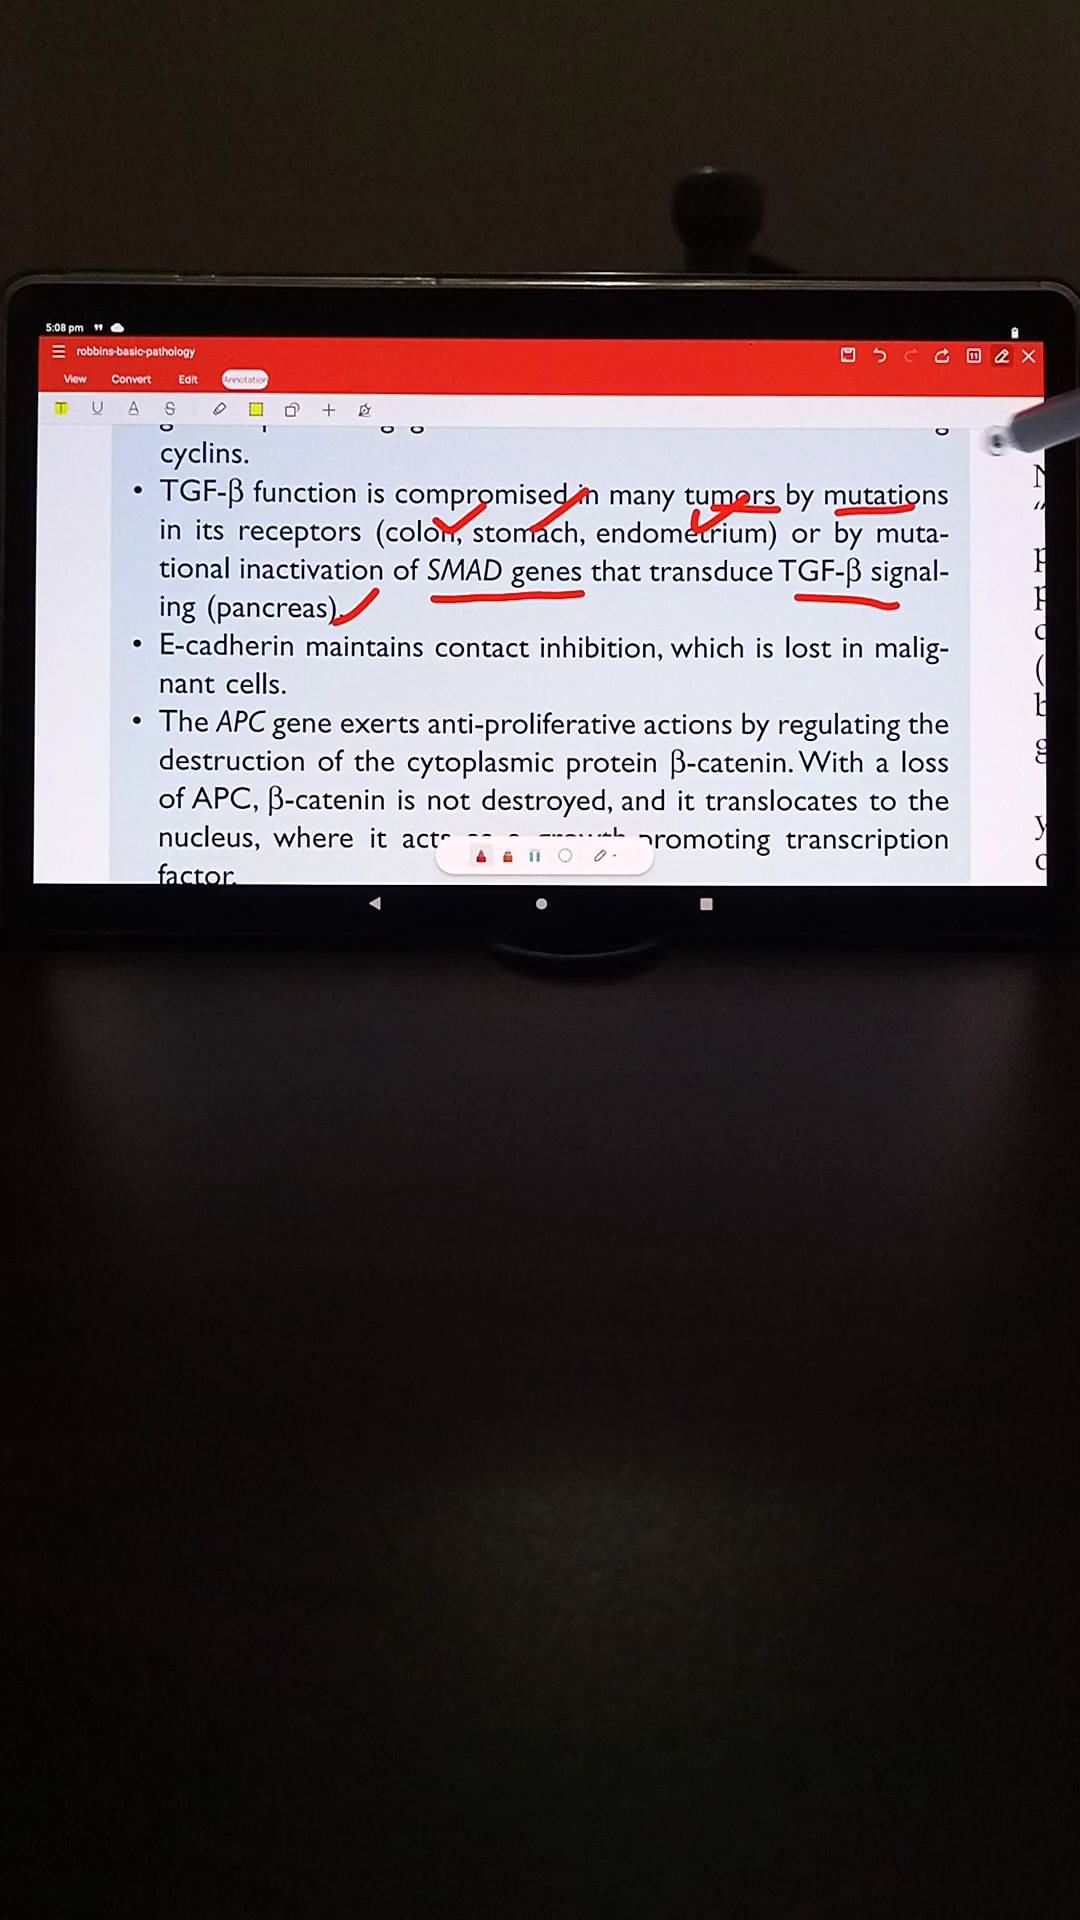 5:08 pm
robbins-basic-pathology
View Convert Edit Annotation
cyclins.
• TGF-β function is compromised in many tumors by mutations
in its receptors (colon, stomach, endometrium) or by muta-
tional inactivation of SMAD genes that transduce TGF-β signal-
ing (pancreas).
• E-cadherin maintains contact inhibition, which is lost in malig-
nant cells.
• The APC gene exerts anti-proliferative actions by regulating the
destruction of the cytoplasmic protein β-catenin. With a loss
of APC, β-catenin is not destroyed, and it translocates to the
nucleus, where it acts as a growth promoting transcription
factor.